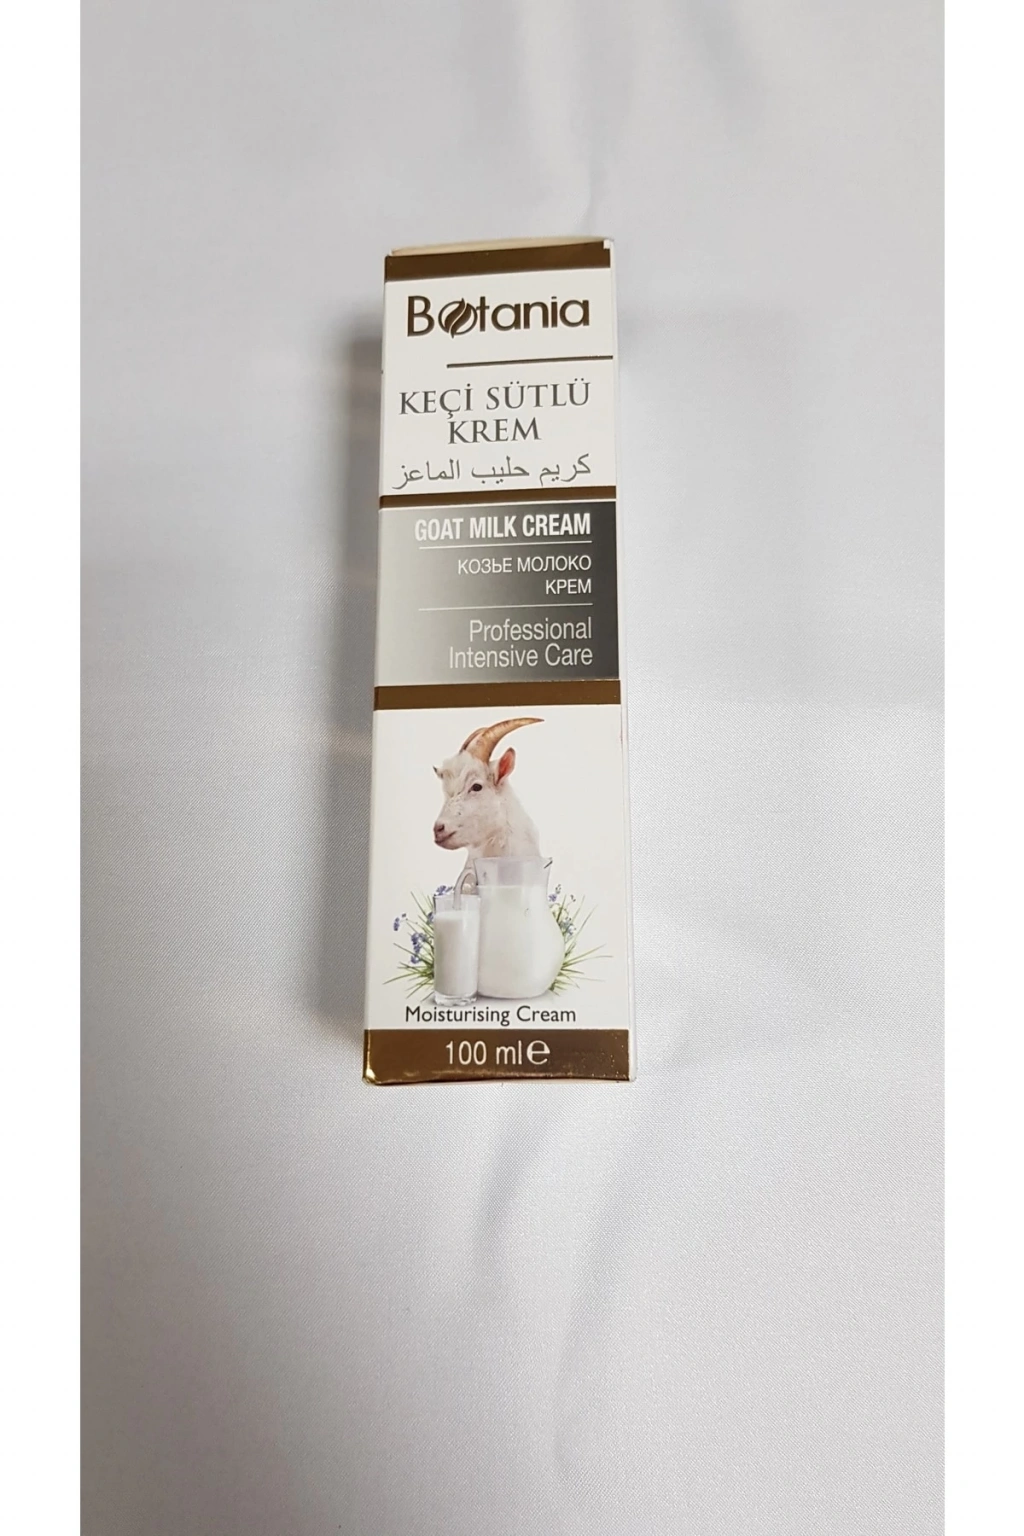 Botania
KEÇİ SÜTLÜ
KREM
كريم حليب الماعز
GOAT MILK CREAM
КОЗЬЕ МОЛОКО
КРЕМ
Professional
Intensive Care
Moisturising Cream
100 ml e